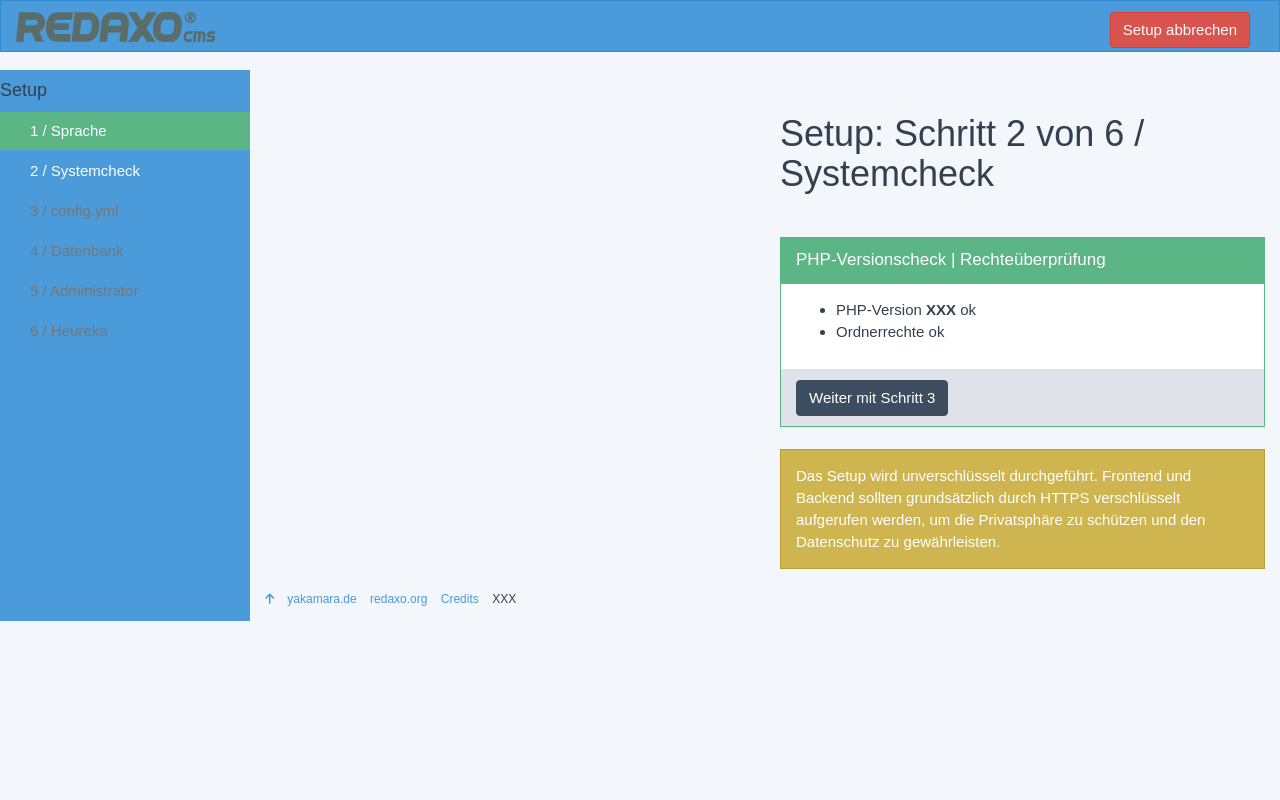 REDAXO® cms
Setup abbrechen
Setup
1 / Sprache
2 / Systemcheck
3 / config.yml
4 / Datenbank
5 / Administrator
6 / Heureka
Setup: Schritt 2 von 6 /
Systemcheck
PHP-Versionscheck | Rechteüberprüfung
PHP-Version XXX ok
Ordnerrechte ok
Weiter mit Schritt 3
Das Setup wird unverschlüsselt durchgeführt. Frontend und
Backend sollten grundsätzlich durch HTTPS verschlüsselt
aufgerufen werden, um die Privatsphäre zu schützen und den
Datenschutz zu gewährleisten.
yakamara.de redaxo.org Credits XXX